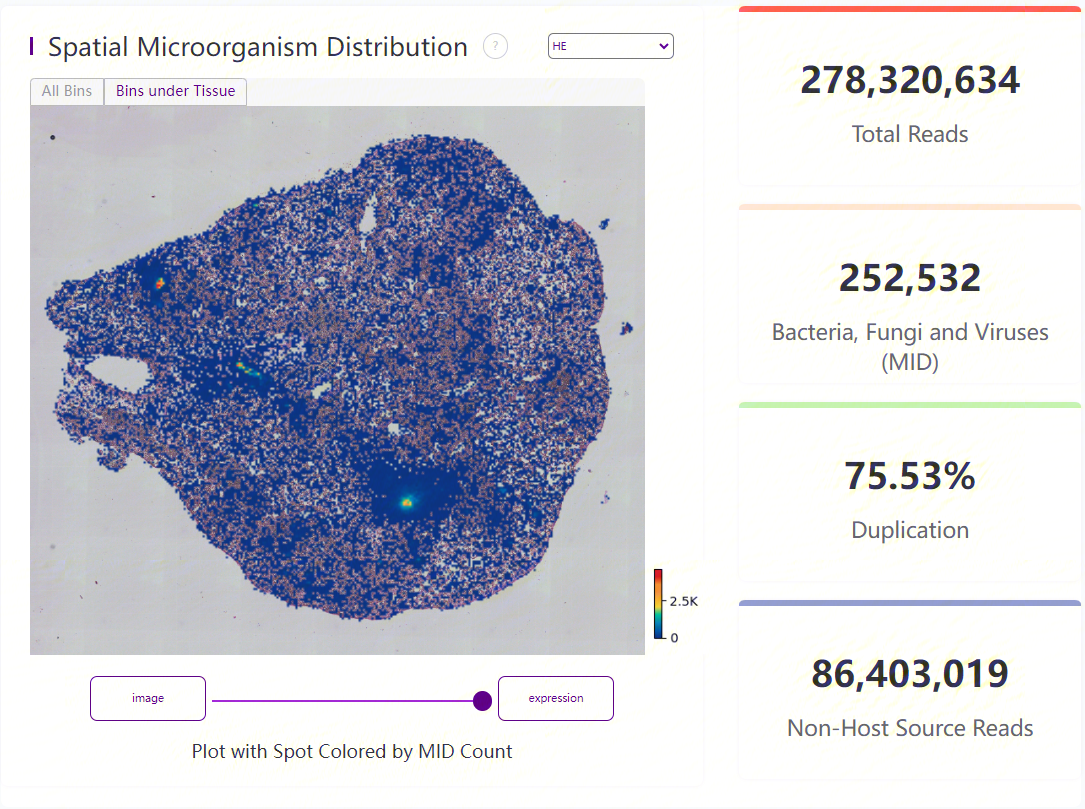 Spatial Microorganism Distribution
?
HE
All Bins
Bins under Tissue
2.5K
0
image
expression
Plot with Spot Colored by MID Count
278,320,634
Total Reads
252,532
Bacteria, Fungi and Viruses
(MID)
75.53%
Duplication
86,403,019
Non-Host Source Reads